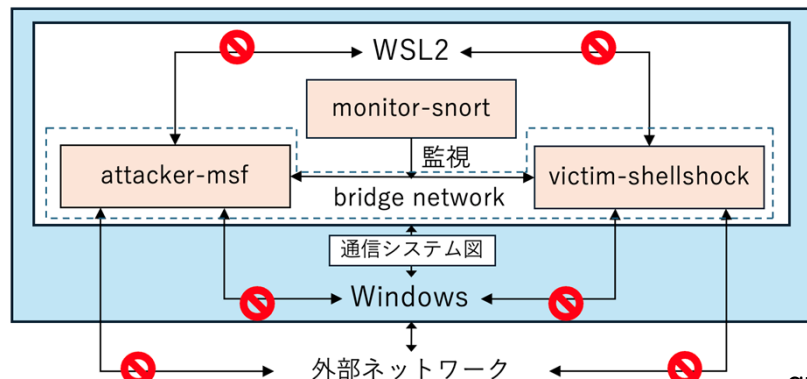 WSL2
monitor-snort
監視
attacker-msf
victim-shellshock
bridge network
通信システム図
Windows
外部ネットワーク